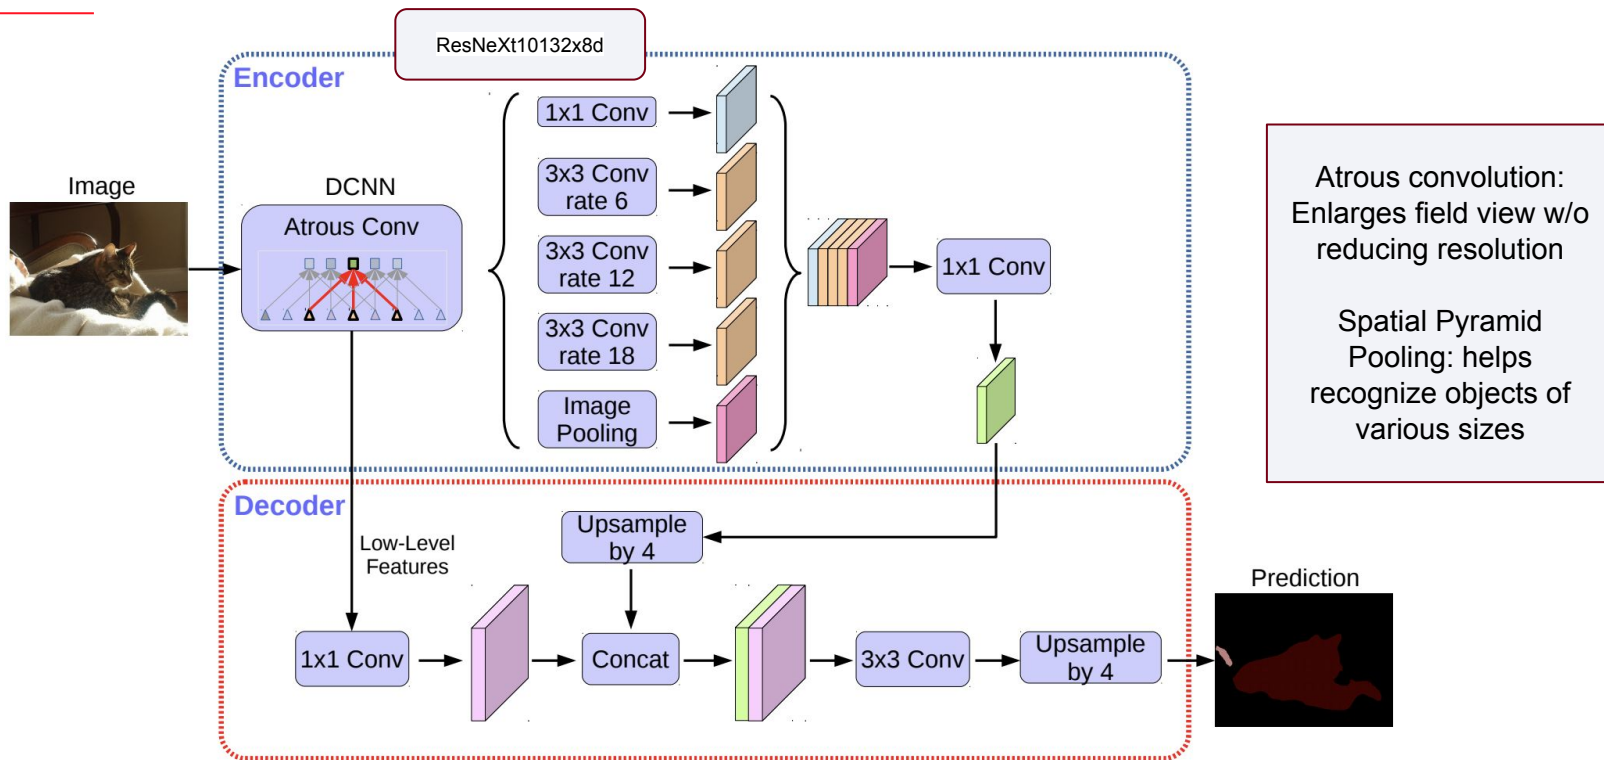 ResNeXt10132x8d
Encoder
Image
DCNN
Atrous Conv
1x1 Conv
3x3 Conv
rate 6
3x3 Conv
rate 12
3x3 Conv
rate 18
Image
Pooling
1x1 Conv
Atrous convolution:
Enlarges field view w/o
reducing resolution
Spatial Pyramid
Pooling: helps
recognize objects of
various sizes
Decoder
Low-Level
Features
Upsample
by 4
1x1 Conv
Concat
3x3 Conv
Upsample
by 4
Prediction